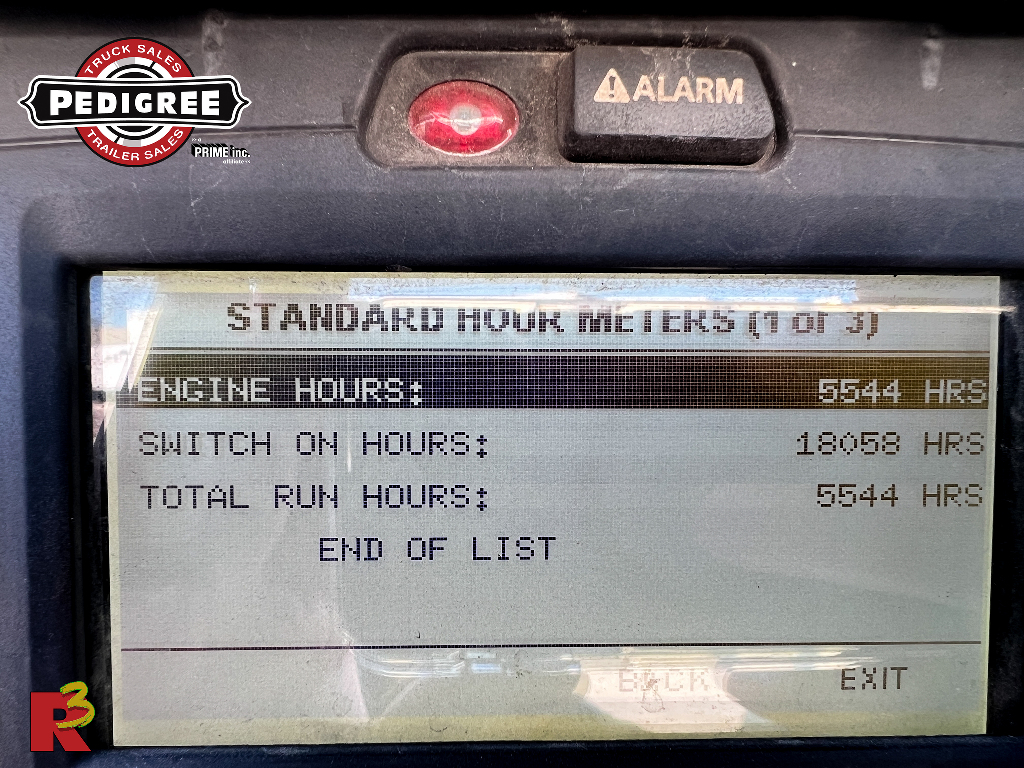 TRUCK SALES
PEDIGREE
TRAILER SALES
PRIME inc.
ALARM
STANDARD HOUR METERS (1 of 3)
ENGINE HOURS: 5544 HRS
SWITCH ON HOURS: 18058 HRS
TOTAL RUN HOURS: 5544 HRS
END OF LIST
BACK EXIT
R3